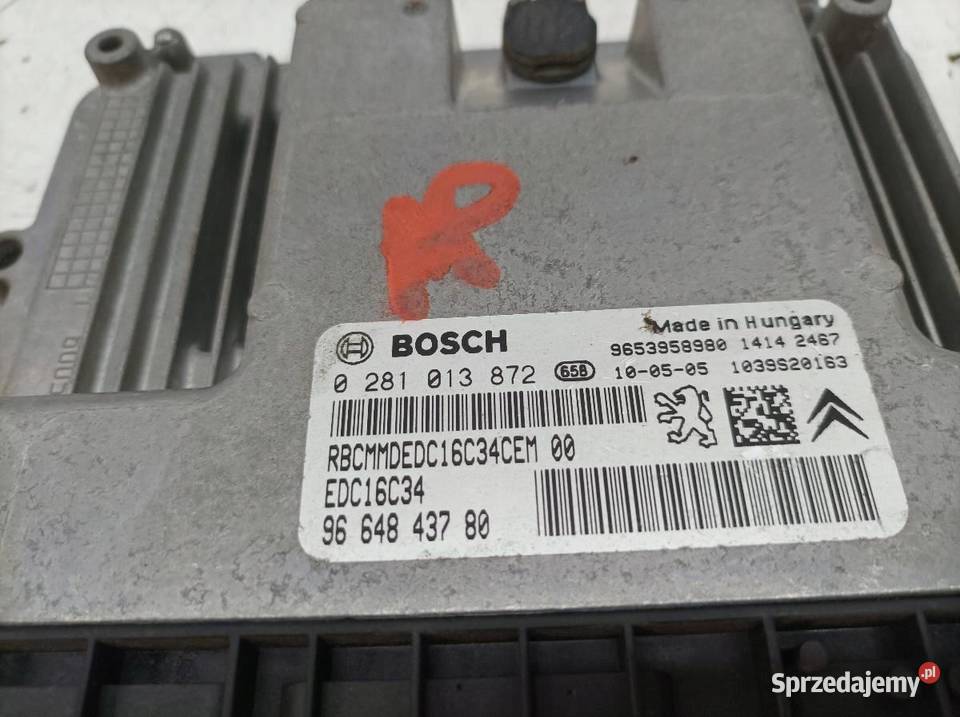 R
BOSCH
Made in Hungary
9653958980 1414 2467
0 281 013 872 658 10-05-05 1039S20163
RBCMMDEDC16C34CEM 00
EDC16C34
96 648 437 80
Sprzedajemy.pl